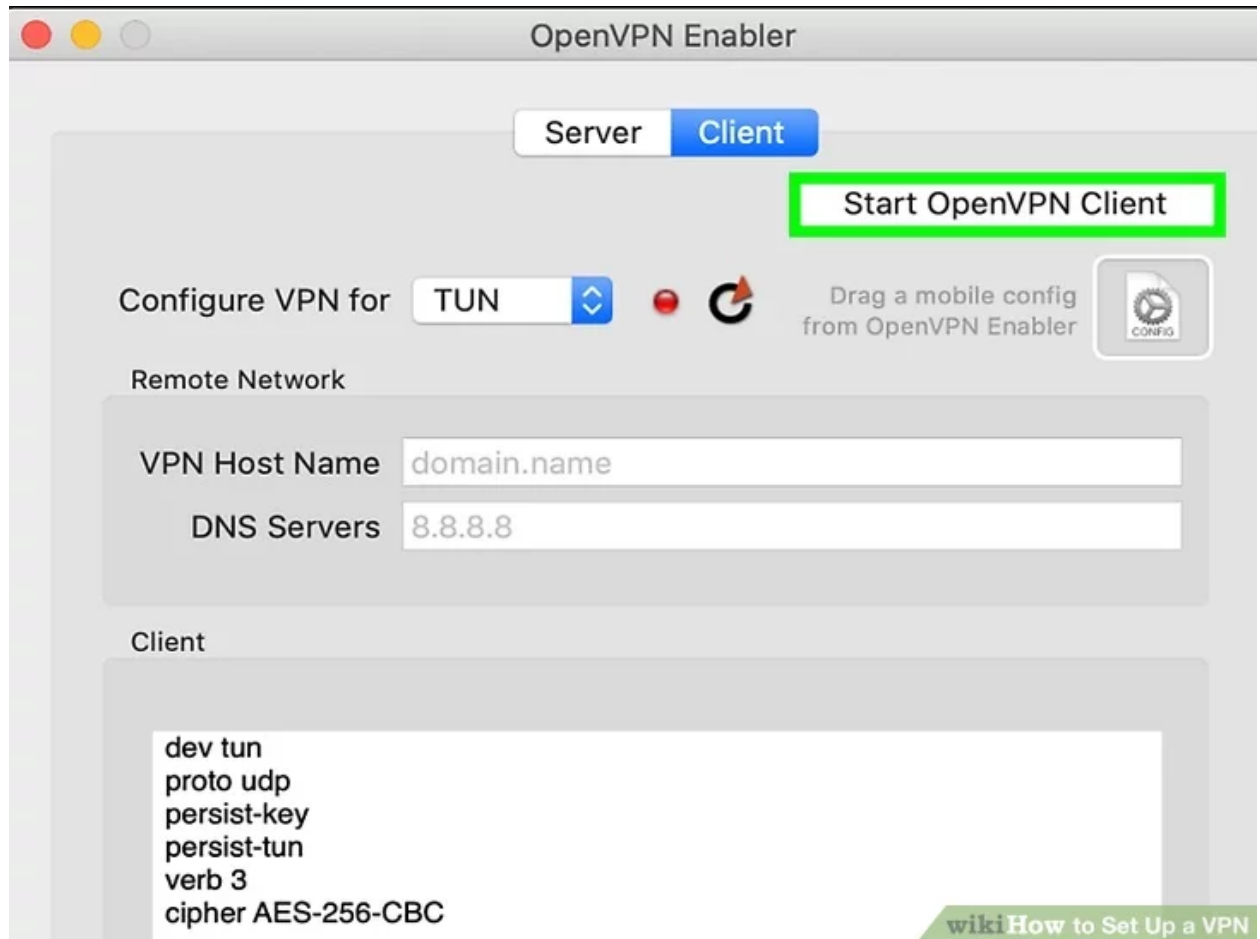 OpenVPN Enabler
Server Client
Start OpenVPN Client
Configure VPN for TUN
Drag a mobile config
from OpenVPN Enabler
CONFIG
Remote Network
VPN Host Name domain.name
DNS Servers 8.8.8.8
Client
dev tun
proto udp
persist-key
persist-tun
verb 3
cipher AES-256-CBC
wikiHow to Set Up a VPN